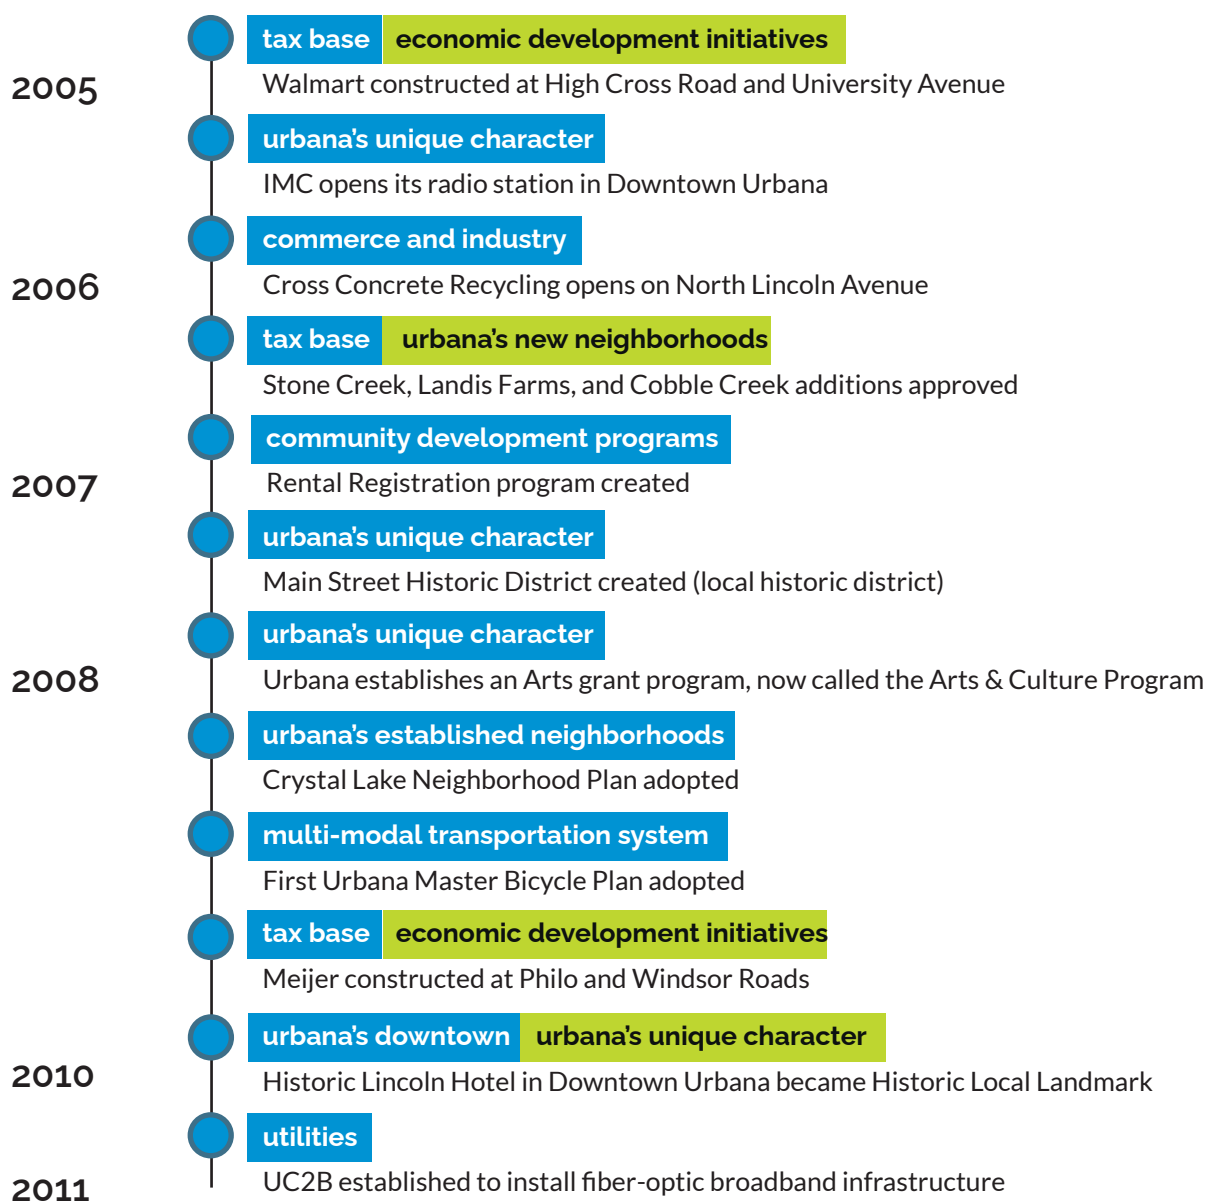 tax base economic development initiatives
2005 Walmart constructed at High Cross Road and University Avenue
urbana’s unique character
IMC opens its radio station in Downtown Urbana
commerce and industry
2006 Cross Concrete Recycling opens on North Lincoln Avenue
tax base urbana’s new neighborhoods
Stone Creek, Landis Farms, and Cobble Creek additions approved
community development programs
2007 Rental Registration program created
urbana’s unique character
Main Street Historic District created (local historic district)
urbana’s unique character
2008 Urbana establishes an Arts grant program, now called the Arts & Culture Program
urbana’s established neighborhoods
Crystal Lake Neighborhood Plan adopted
multi-modal transportation system
First Urbana Master Bicycle Plan adopted
tax base economic development initiatives
Meijer constructed at Philo and Windsor Roads
urbana’s downtown urbana’s unique character
2010 Historic Lincoln Hotel in Downtown Urbana became Historic Local Landmark
utilities
2011 UC2B established to install fiber-optic broadband infrastructure